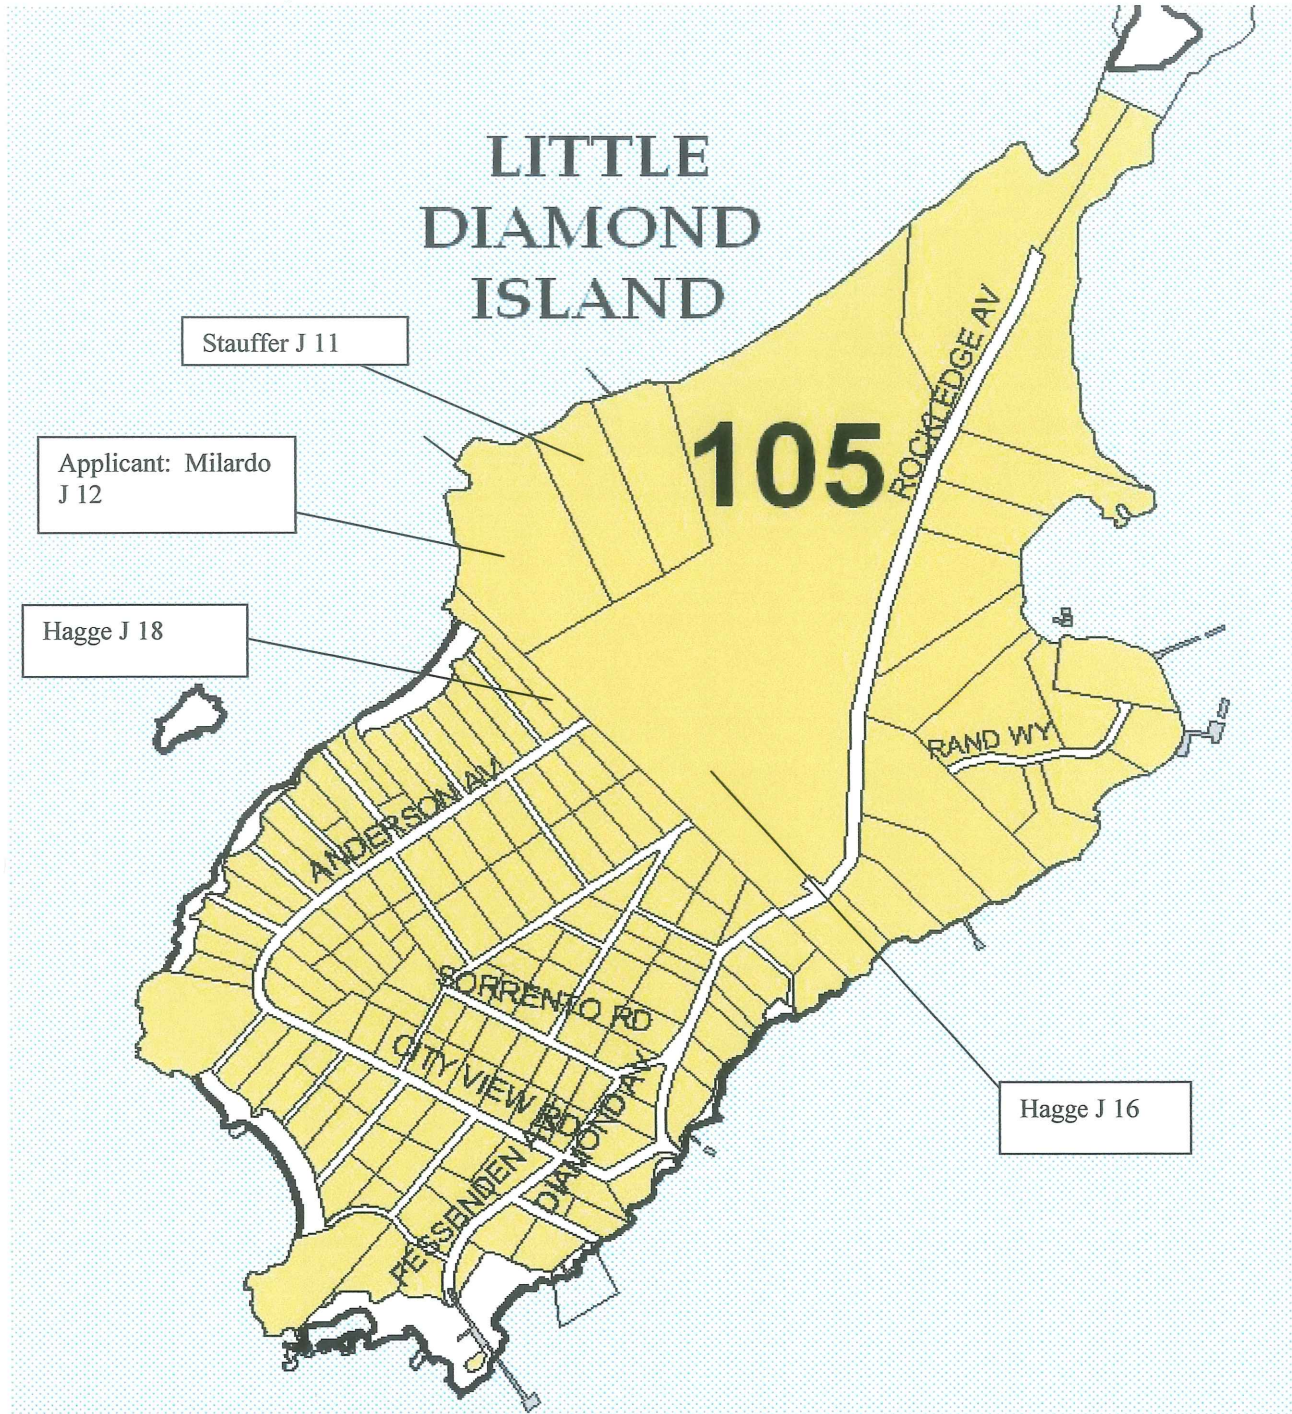 LITTLE
DIAMOND
ISLAND
Stauffer J 11
ROCKLEDGE AV
105
Applicant: Milardo
J 12
Hagge J 18
RAND WY
ANDERSON AV
SORRENTO RD
CITY VIEW RD
DIAMOND AV
FESSENDEN AV
Hagge J 16